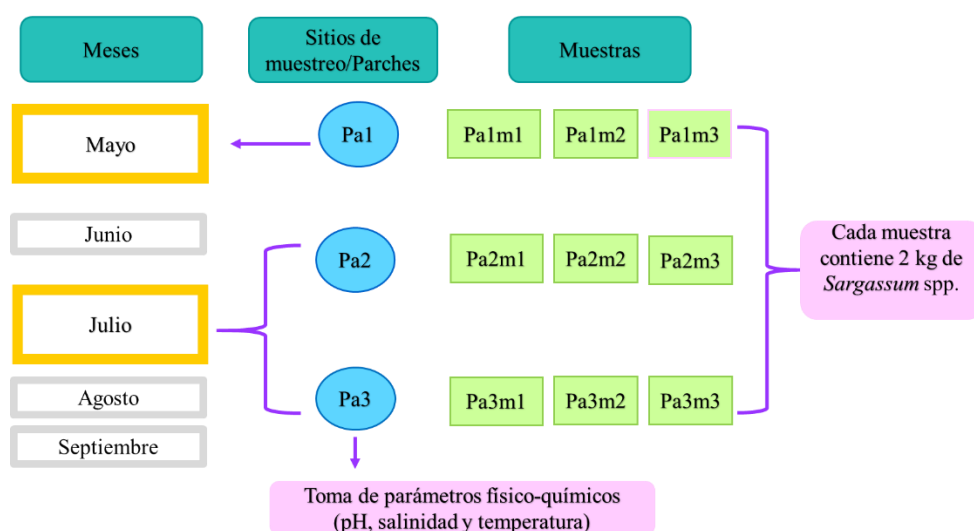 Meses
Sitios de
muestreo/Parches
Muestras
Mayo
Pa1
Pa1m1
Pa1m2
Pa1m3
Junio
Cada muestra
contiene 2 kg de
Sargassum spp.
Pa2
Pa2m1
Pa2m2
Pa2m3
Julio
Agosto
Pa3
Pa3m1
Pa3m2
Pa3m3
Septiembre
Toma de parámetros físico-químicos
(pH, salinidad y temperatura)